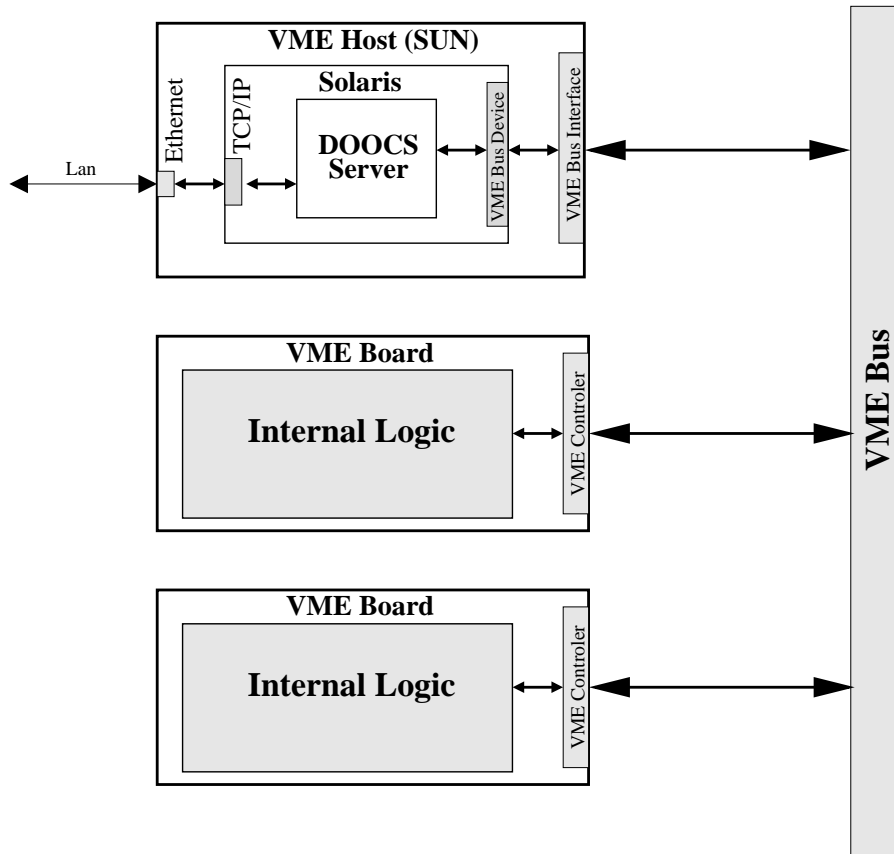 VME Host (SUN)
Solaris
Ethernet
TCP/IP
DOOCS
Server
VME Bus Device
VME Bus Interface
Lan
VME Bus
VME Board
Internal Logic
VME Controler
VME Board
Internal Logic
VME Controler